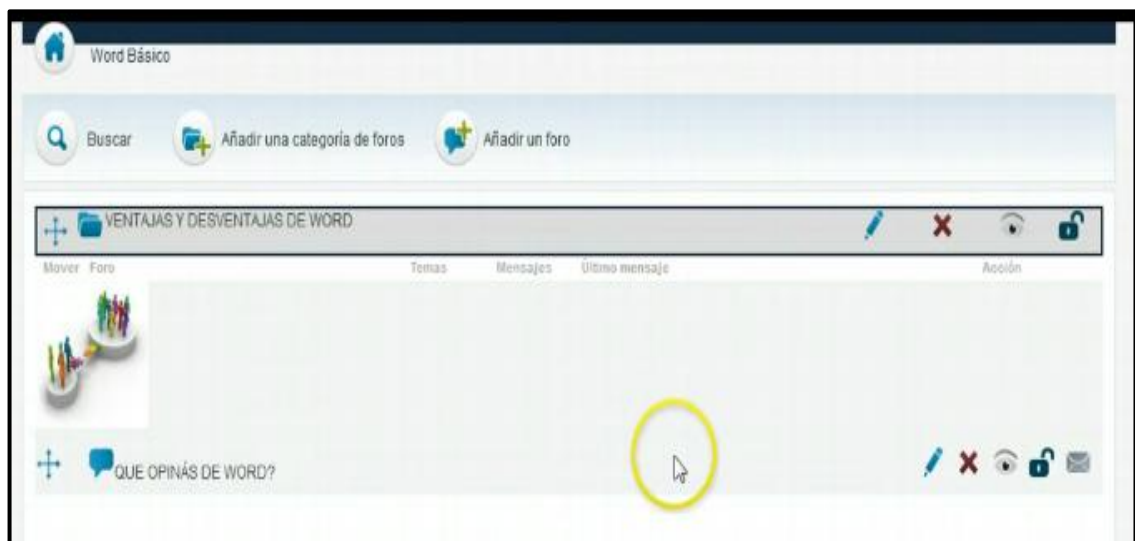 Word Básico
Buscar Añadir una categoría de foros Añadir un foro
VENTAJAS Y DESVENTAJAS DE WORD
Mover Foro Temas Mensajes Último mensaje Acción
QUE OPINÁS DE WORD?